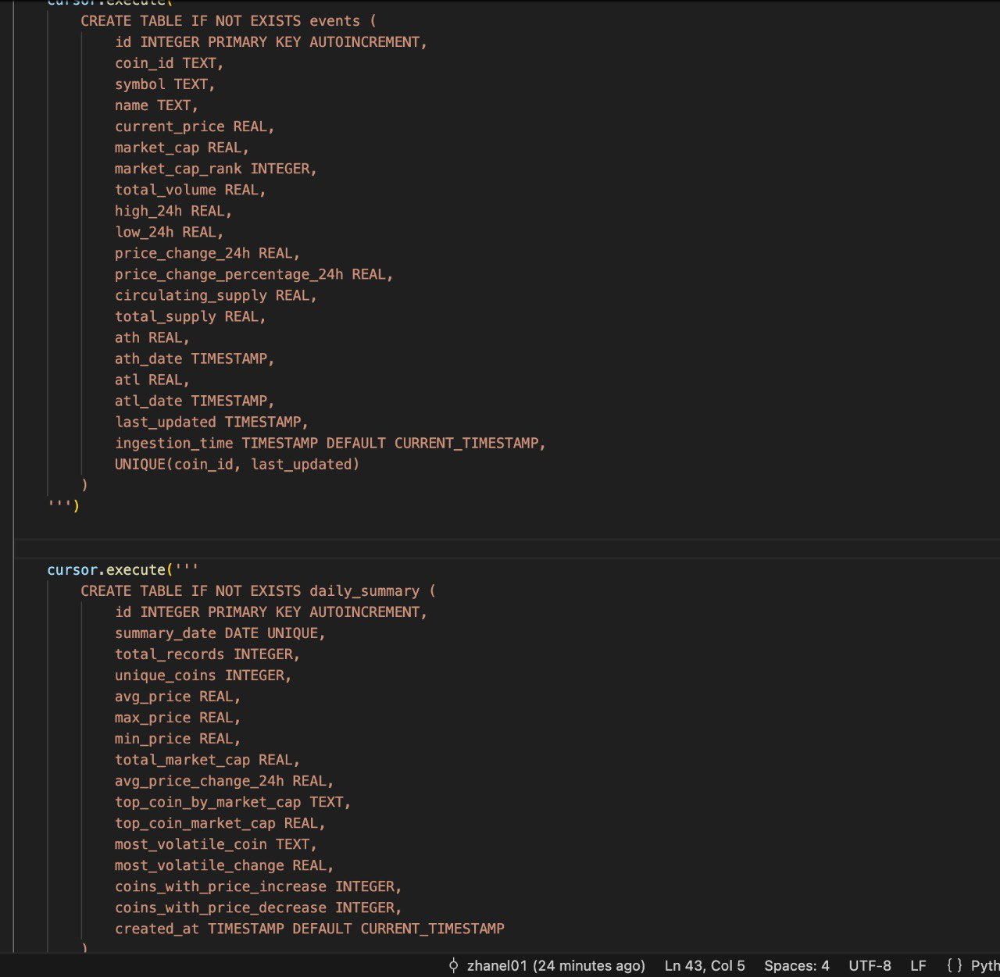 cursor.execute(
CREATE TABLE IF NOT EXISTS events (
id INTEGER PRIMARY KEY AUTOINCREMENT,
coin_id TEXT,
symbol TEXT,
name TEXT,
current_price REAL,
market_cap REAL,
market_cap_rank INTEGER,
total_volume REAL,
high_24h REAL,
low_24h REAL,
price_change_24h REAL,
price_change_percentage_24h REAL,
circulating_supply REAL,
total_supply REAL,
ath REAL,
ath_date TIMESTAMP,
atl REAL,
atl_date TIMESTAMP,
last_updated TIMESTAMP,
ingestion_time TIMESTAMP DEFAULT CURRENT_TIMESTAMP,
UNIQUE(coin_id, last_updated)
)
''')
cursor.execute('''
CREATE TABLE IF NOT EXISTS daily_summary (
id INTEGER PRIMARY KEY AUTOINCREMENT,
summary_date DATE UNIQUE,
total_records INTEGER,
unique_coins INTEGER,
avg_price REAL,
max_price REAL,
min_price REAL,
total_market_cap REAL,
avg_price_change_24h REAL,
top_coin_by_market_cap TEXT,
top_coin_market_cap REAL,
most_volatile_coin TEXT,
most_volatile_change REAL,
coins_with_price_increase INTEGER,
coins_with_price_decrease INTEGER,
created_at TIMESTAMP DEFAULT CURRENT_TIMESTAMP
)
zhanel01 (24 minutes ago) Ln 43, Col 5 Spaces: 4 UTF-8 LF {} Pyth